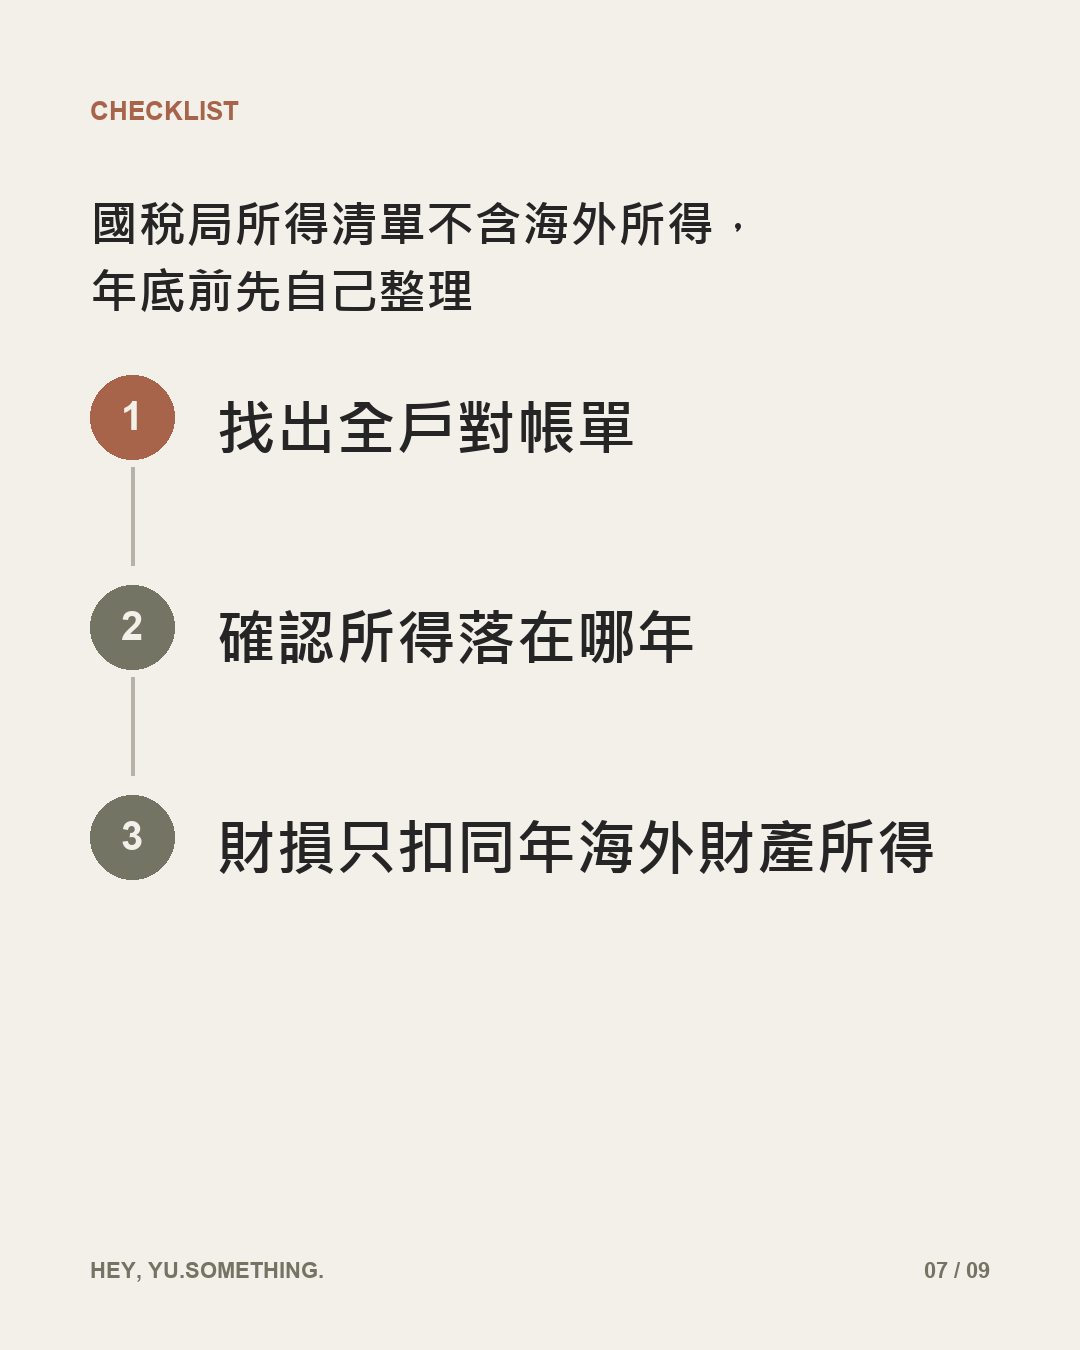 CHECKLIST
國稅局所得清單不含海外所得，
年底前先自己整理
1 找出全戶對帳單
2 確認所得落在哪年
3 財損只扣同年海外財產所得
HEY, YU.SOMETHING.
07 / 09